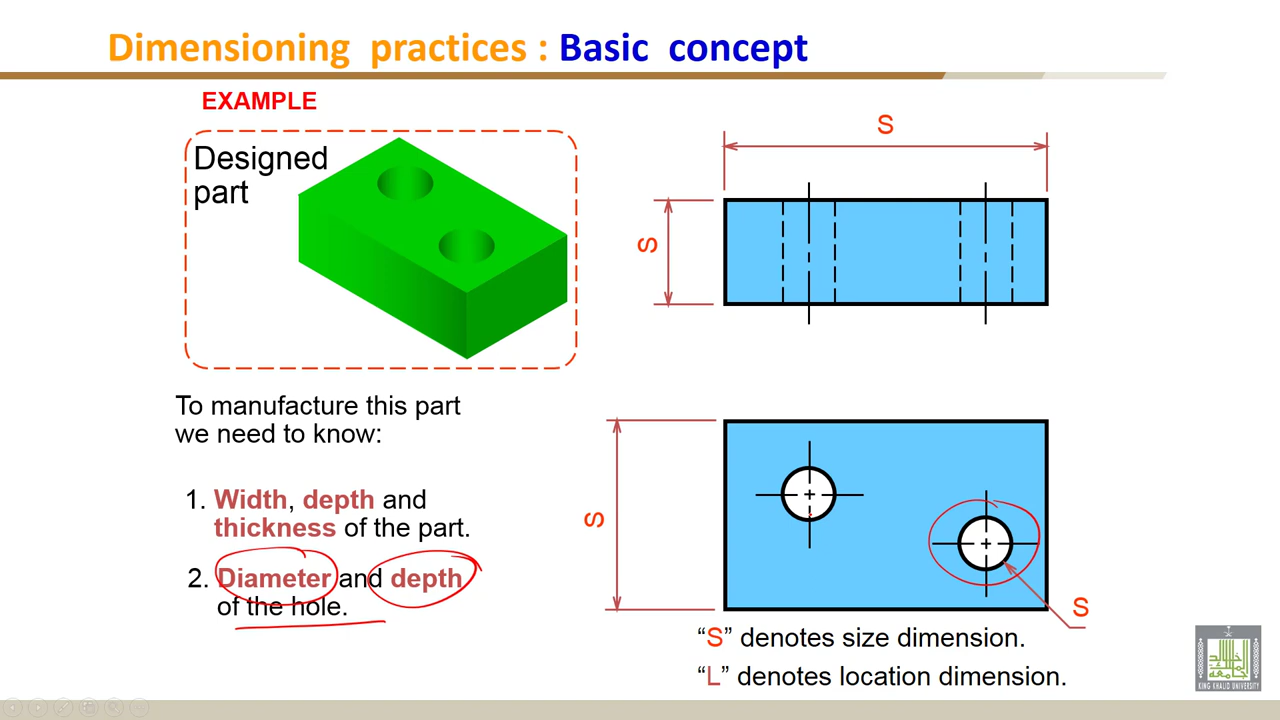 Dimensioning practices : Basic concept
EXAMPLE
Designed
part
To manufacture this part
we need to know:
1. Width, depth and
thickness of the part.
2. Diameter and depth
of the hole.
S
S
S
S
“S” denotes size dimension.
“L” denotes location dimension.
KING KHALID UNIVERSITY